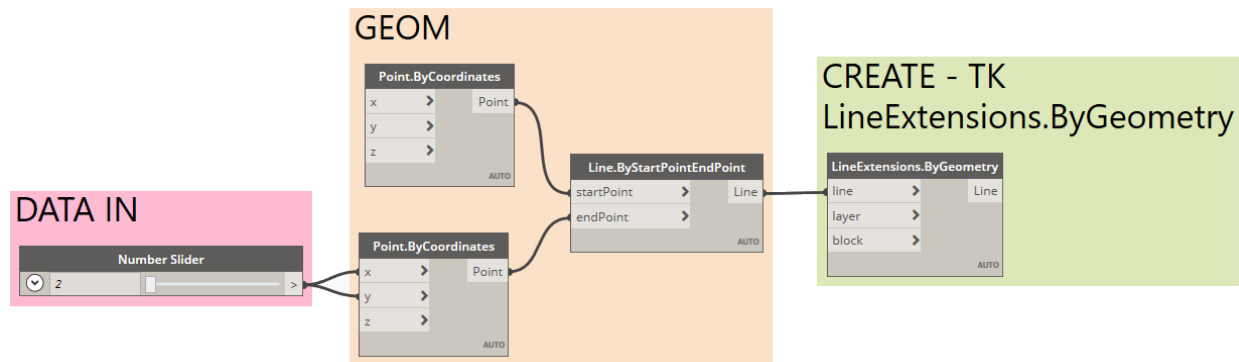 DATA IN
Number Slider
2
>
GEOM
Point.ByCoordinates
x > Point
y >
z >
AUTO
Point.ByCoordinates
x > Point
y >
z >
AUTO
Line.ByStartPointEndPoint
startPoint > Line
endPoint >
AUTO
CREATE - TK
LineExtensions.ByGeometry
LineExtensions.ByGeometry
line > Line
layer >
block >
AUTO